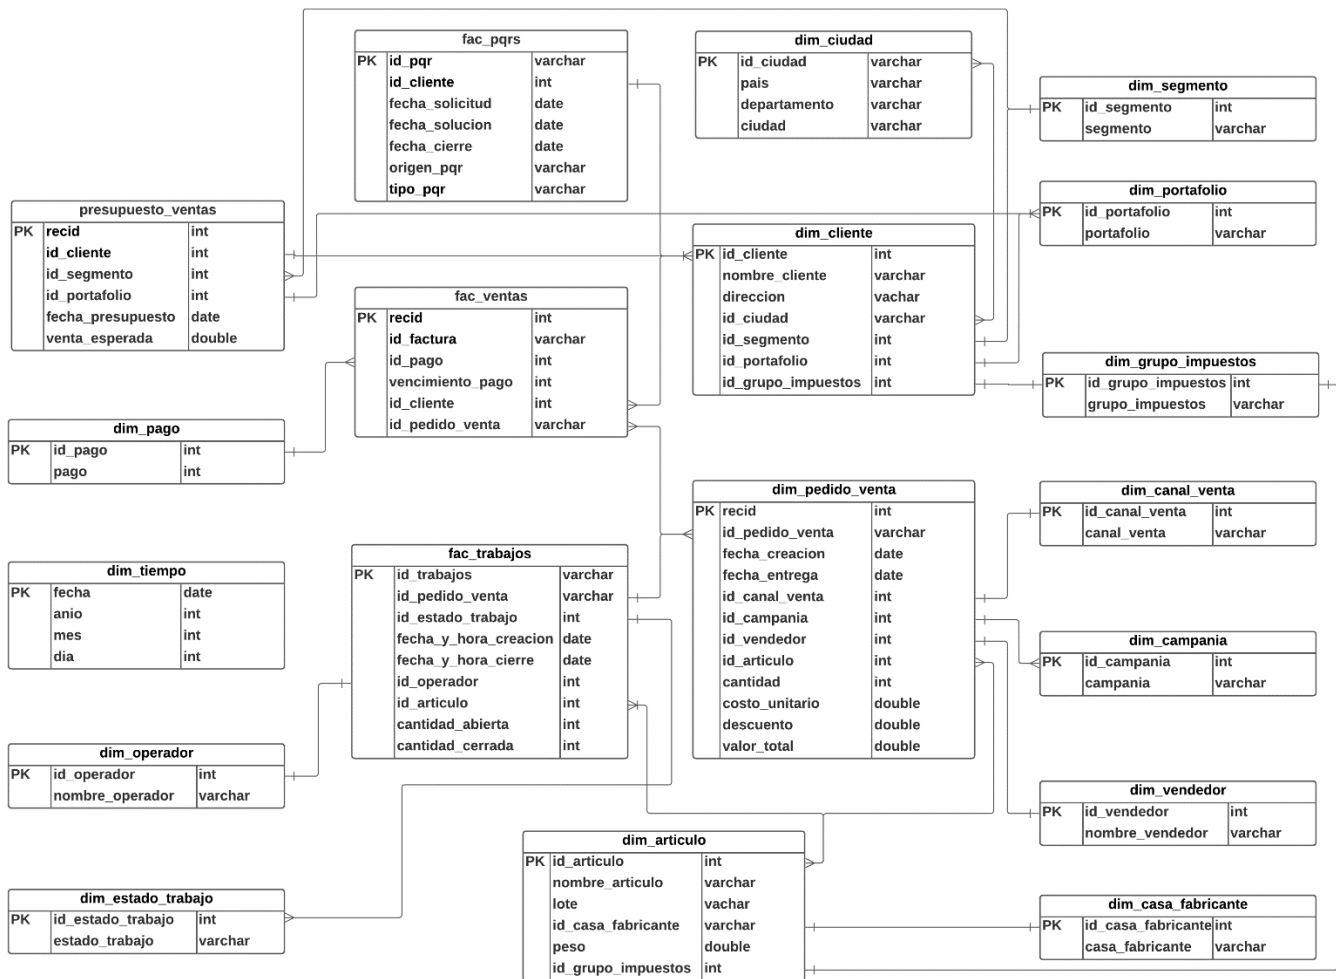 fac_pqrs
PK id_pqr varchar
id_cliente int
fecha_solicitud date
fecha_solucion date
fecha_cierre date
origen_pqr varchar
tipo_pqr varchar
dim_ciudad
PK id_ciudad varchar
pais varchar
departamento varchar
ciudad varchar
dim_segmento
PK id_segmento int
segmento varchar
dim_portafolio
PK id_portafolio int
portafolio varchar
presupuesto_ventas
PK recid int
id_cliente int
id_segmento int
id_portafolio int
fecha_presupuesto date
venta_esperada double
dim_cliente
PK id_cliente int
nombre_cliente varchar
direccion vachar
id_ciudad varchar
id_segmento int
id_portafolio int
id_grupo_impuestos int
fac_ventas
PK recid int
id_factura varchar
id_pago int
vencimiento_pago int
id_cliente int
id_pedido_venta varchar
dim_grupo_impuestos
PK id_grupo_impuestos int
grupo_impuestos varchar
dim_pago
PK id_pago int
pago int
dim_pedido_venta
PK recid int
id_pedido_venta varchar
fecha_creacion date
fecha_entrega date
id_canal_venta int
id_campania int
id_vendedor int
id_articulo int
cantidad int
costo_unitario double
descuento double
valor_total double
dim_canal_venta
PK id_canal_venta int
canal_venta varchar
fac_trabajos
PK id_trabajos varchar
id_pedido_venta varchar
id_estado_trabajo int
fecha_y_hora_creacion date
fecha_y_hora_cierre date
id_operador int
id_articulo int
cantidad_abierta int
cantidad_cerrada int
dim_tiempo
PK fecha date
anio int
mes int
dia int
dim_campania
PK id_campania int
campania varchar
dim_operador
PK id_operador int
nombre_operador varchar
dim_vendedor
PK id_vendedor int
nombre_vendedor varchar
dim_articulo
PK id_articulo int
nombre_articulo varchar
lote vachar
id_casa_fabricante varchar
peso double
id_grupo_impuestos int
dim_estado_trabajo
PK id_estado_trabajo int
estado_trabajo varchar
dim_casa_fabricante
PK id_casa_fabricante int
casa_fabricante varchar